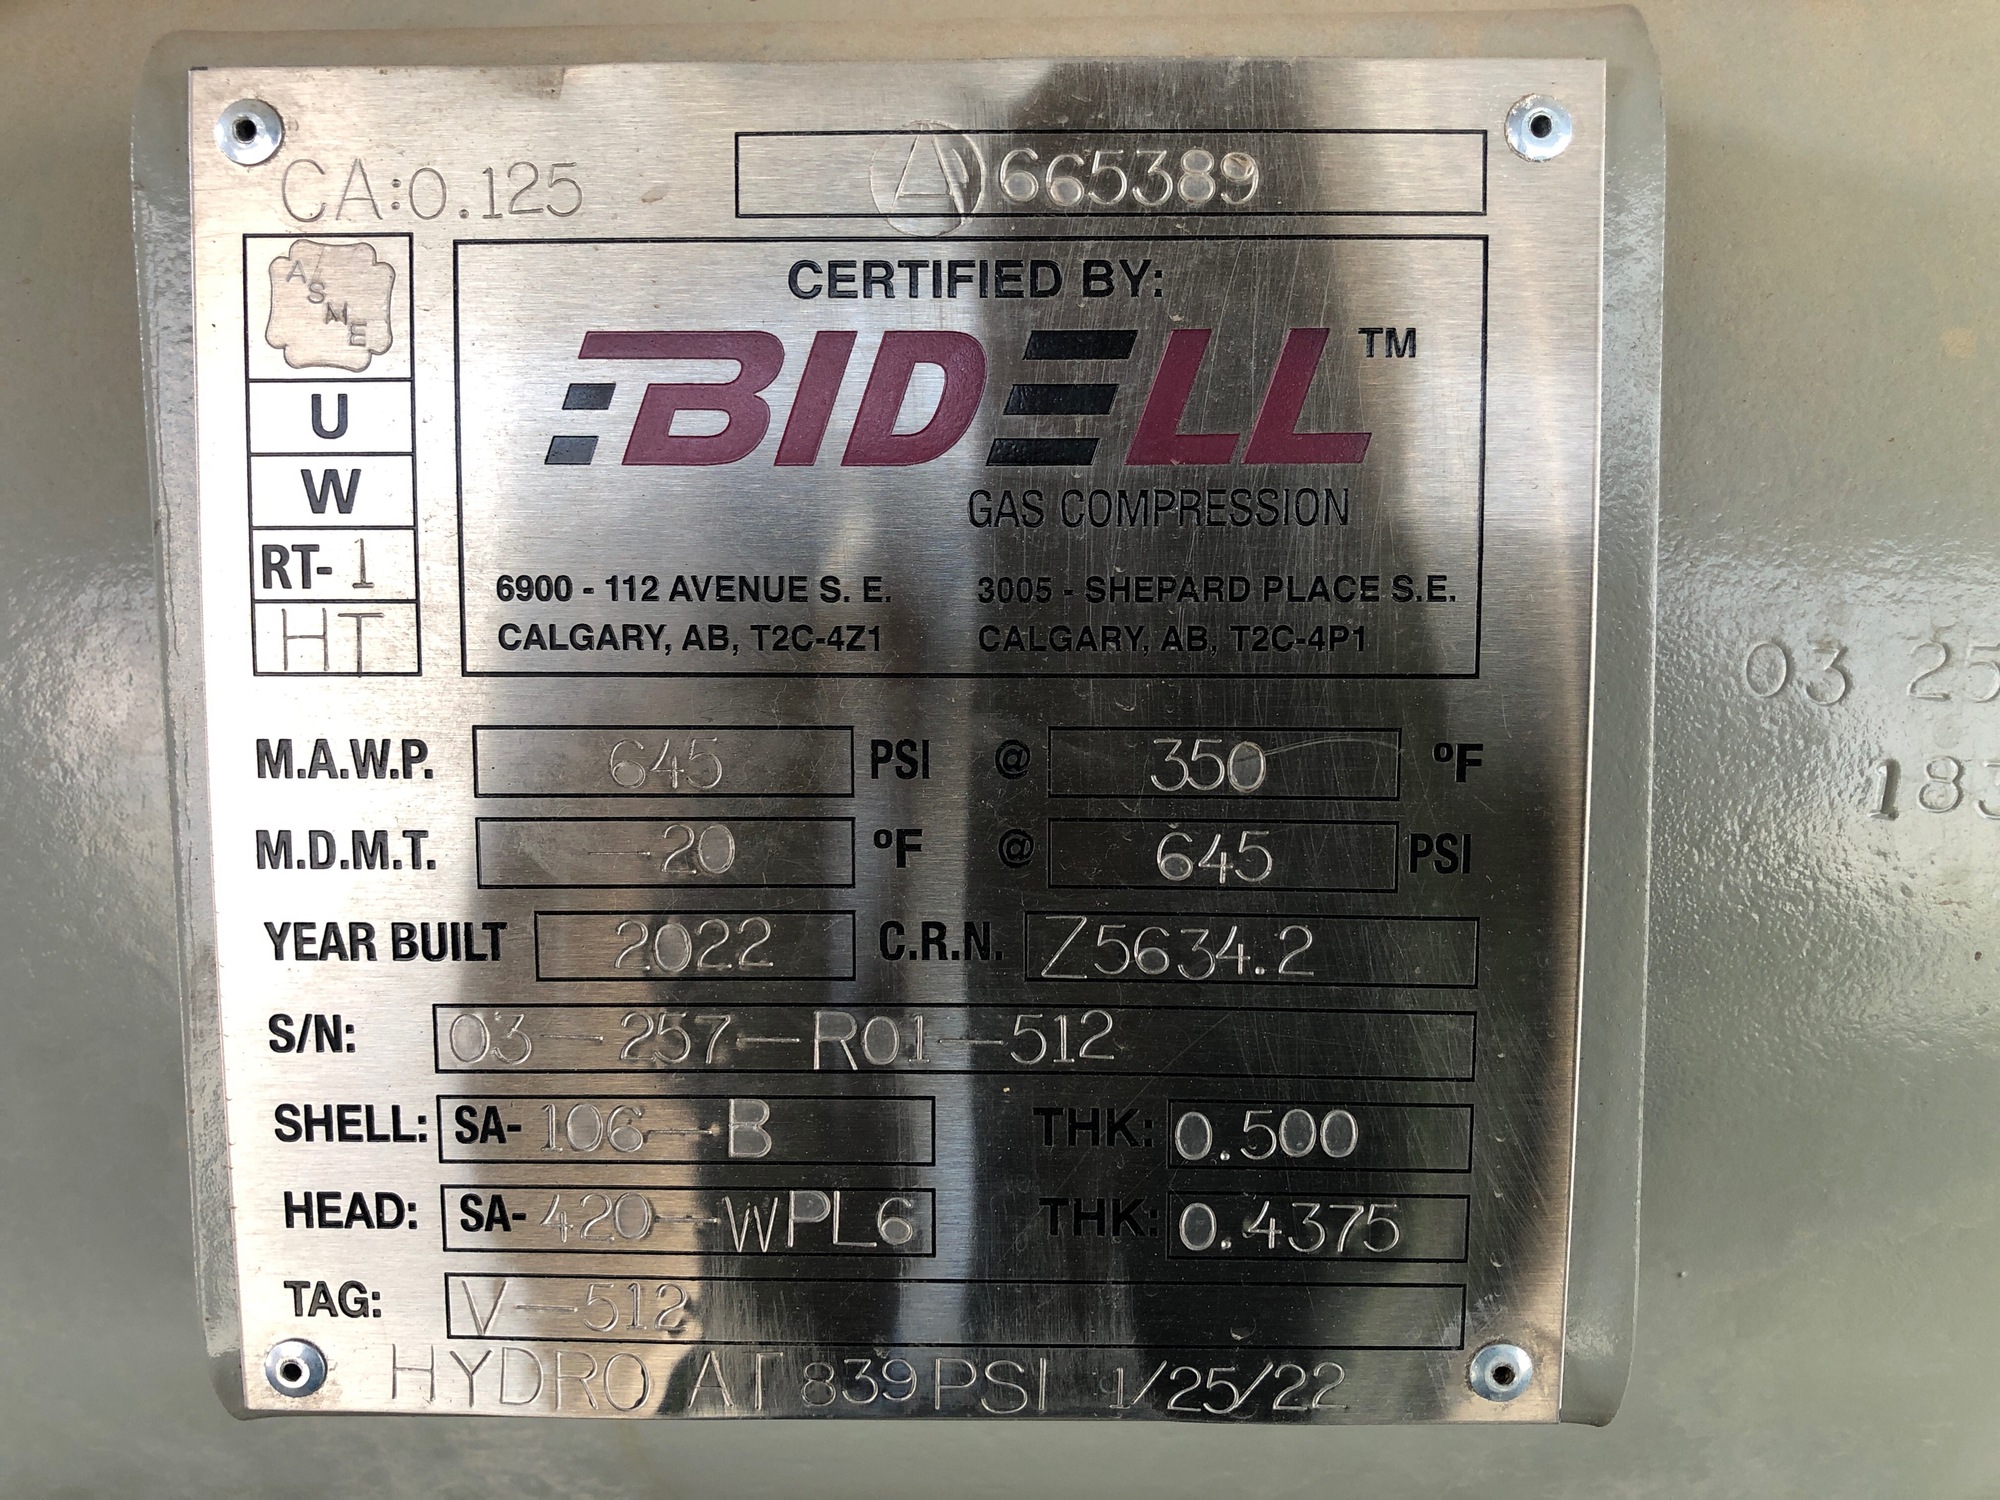 CA:0.125
A 665389
ASME
U
W
RT-1
HT
CERTIFIED BY:
BIDELL™
GAS COMPRESSION
6900 - 112 AVENUE S. E.
CALGARY, AB, T2C-4Z1
3005 - SHEPARD PLACE S.E.
CALGARY, AB, T2C-4P1
M.A.W.P. 645 PSI @ 350 ºF
M.D.M.T. -20 ºF @ 645 PSI
YEAR BUILT 2022 C.R.N. Z5634.2
S/N: 03-257-R01-512
SHELL: SA-106-B THK: 0.500
HEAD: SA-420-WPL6 THK: 0.4375
TAG: V-512
HYDRO AT 839PSI 1/25/22
03 25
183